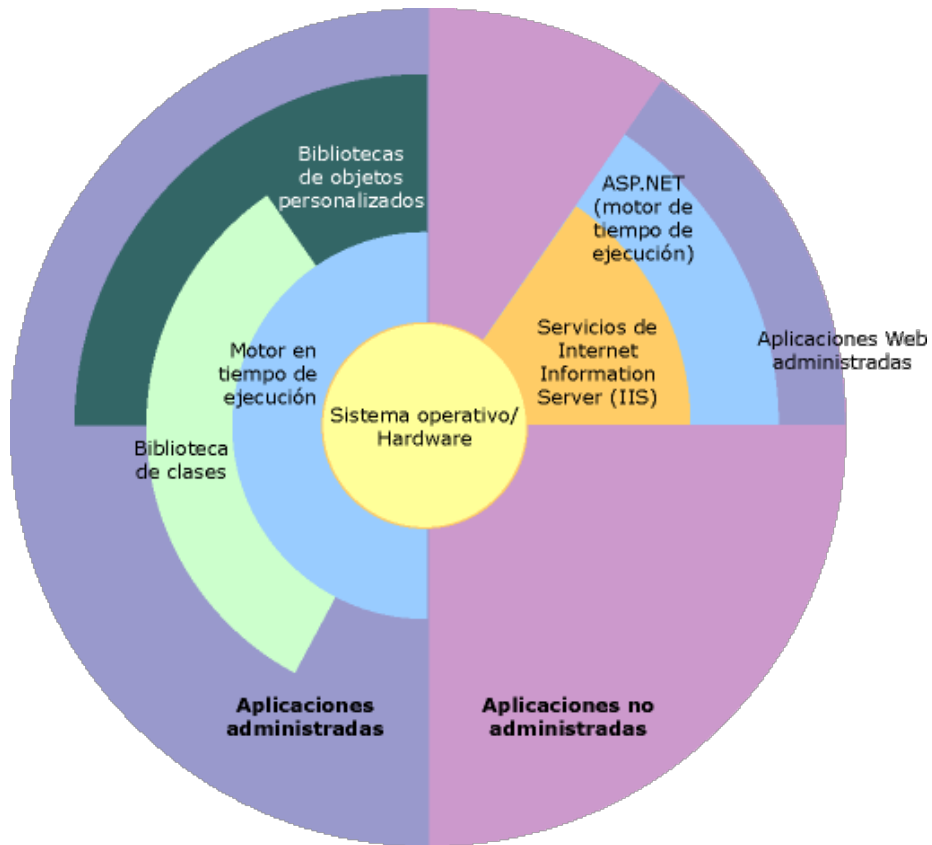 Bibliotecas
de objetos
personalizados
ASP.NET
(motor de
tiempo de
ejecución)
Motor en
tiempo de
ejecución
Servicios de
Internet
Information
Server (IIS)
Aplicaciones Web
administradas
Sistema operativo/
Hardware
Biblioteca
de clases
Aplicaciones
administradas
Aplicaciones no
administradas